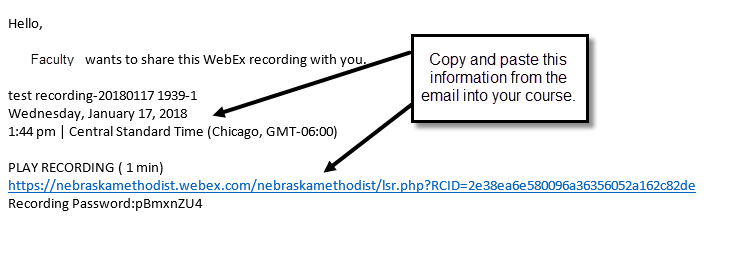 Hello,
Faculty wants to share this WebEx recording with you.
Copy and paste this
information from the
email into your course.
test recording-20180117 1939-1
Wednesday, January 17, 2018
1:44 pm | Central Standard Time (Chicago, GMT-06:00)
PLAY RECORDING ( 1 min)
https://nebraskamethodist.webex.com/nebraskamethodist/lsr.php?RCID=2e38ea6e580096a36356052a162c82de
Recording Password:pBmxnZU4